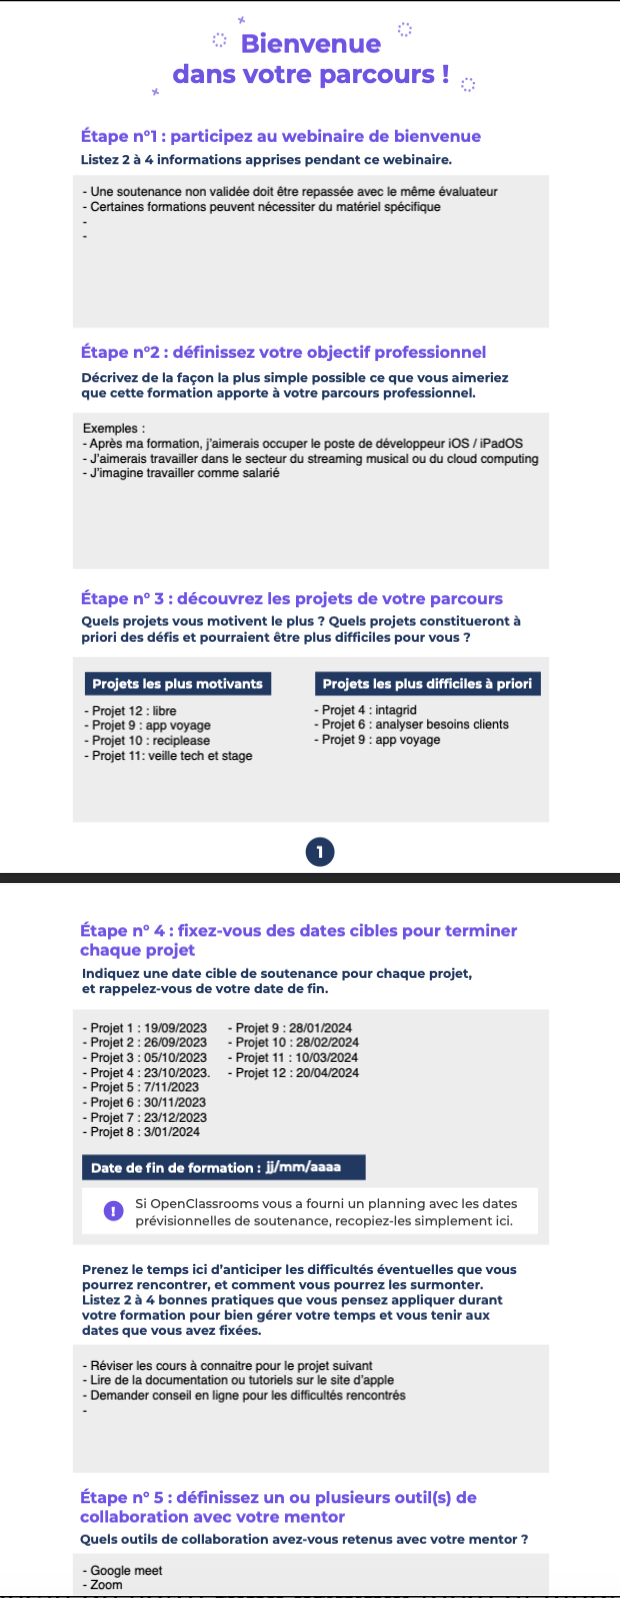 Bienvenue
dans votre parcours !
Étape n°1 : participez au webinaire de bienvenue
Listez 2 à 4 informations apprises pendant ce webinaire.
- Une soutenance non validée doit être repassée avec le même évaluateur
- Certaines formations peuvent nécessiter du matériel spécifique
-
-
Étape n°2 : définissez votre objectif professionnel
Décrivez de la façon la plus simple possible ce que vous aimeriez
que cette formation apporte à votre parcours professionnel.
Exemples :
- Après ma formation, j'aimerais occuper le poste de développeur iOS / iPadOS
- J'aimerais travailler dans le secteur du streaming musical ou du cloud computing
- J'imagine travailler comme salarié
Étape n° 3 : découvrez les projets de votre parcours
Quels projets vous motivent le plus ? Quels projets constitueront à
priori des défis et pourraient être plus difficiles pour vous ?
Projets les plus motivants
- Projet 12 : libre
- Projet 9 : app voyage
- Projet 10 : reciplease
- Projet 11: veille tech et stage
Projets les plus difficiles à priori
- Projet 4 : intagrid
- Projet 6 : analyser besoins clients
- Projet 9 : app voyage
1
Étape n° 4 : fixez-vous des dates cibles pour terminer
chaque projet
Indiquez une date cible de soutenance pour chaque projet,
et rappelez-vous de votre date de fin.
- Projet 1 : 19/09/2023
- Projet 2 : 26/09/2023
- Projet 3 : 05/10/2023
- Projet 4 : 23/10/2023.
- Projet 5 : 7/11/2023
- Projet 6 : 30/11/2023
- Projet 7 : 23/12/2023
- Projet 8 : 3/01/2024
- Projet 9 : 28/01/2024
- Projet 10 : 28/02/2024
- Projet 11 : 10/03/2024
- Projet 12 : 20/04/2024
Date de fin de formation : jj/mm/aaaa
! Si OpenClassrooms vous a fourni un planning avec les dates
prévisionnelles de soutenance, recopiez-les simplement ici.
Prenez le temps ici d'anticiper les difficultés éventuelles que vous
pourrez rencontrer, et comment vous pourrez les surmonter.
Listez 2 à 4 bonnes pratiques que vous pensez appliquer durant
votre formation pour bien gérer votre temps et vous tenir aux
dates que vous avez fixées.
- Réviser les cours à connaitre pour le projet suivant
- Lire de la documentation ou tutoriels sur le site d'apple
- Demander conseil en ligne pour les difficultés rencontrés
-
Étape n° 5 : définissez un ou plusieurs outil(s) de
collaboration avec votre mentor
Quels outils de collaboration avez-vous retenus avec votre mentor ?
- Google meet
- Zoom